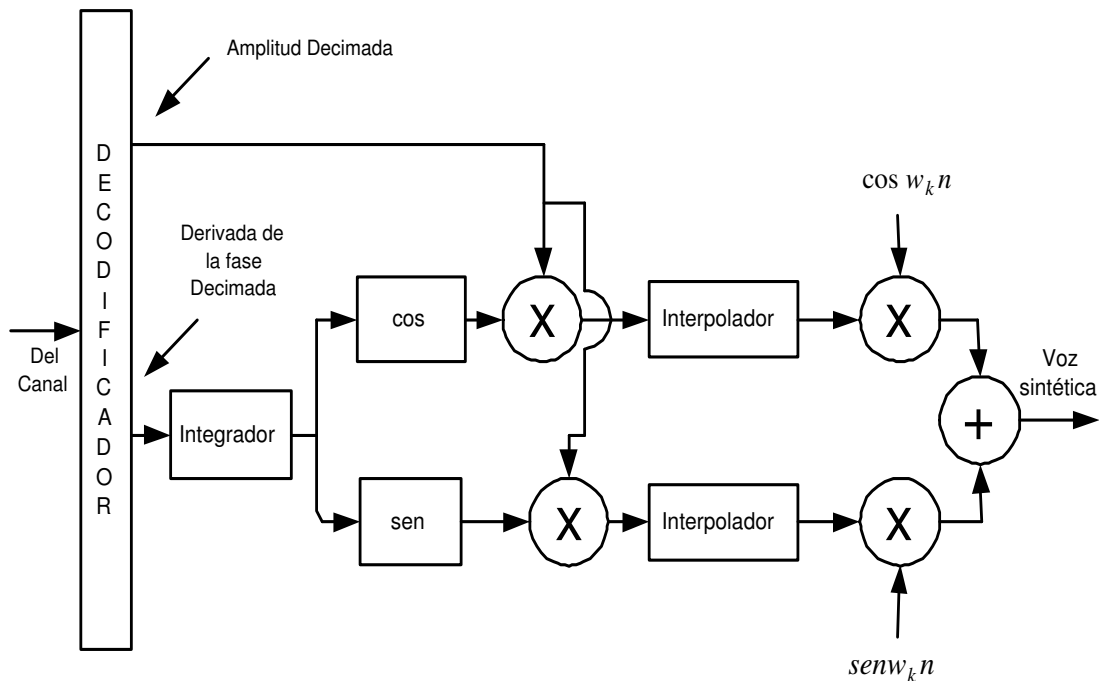 Amplitud Decimada
DECODIFICADOR
Derivada de
la fase
Decimada
Del
Canal
Integrador
cos
sen
X
X
Interpolador
Interpolador
cos w_k n
X
X
senw_k n
+
Voz
sintética